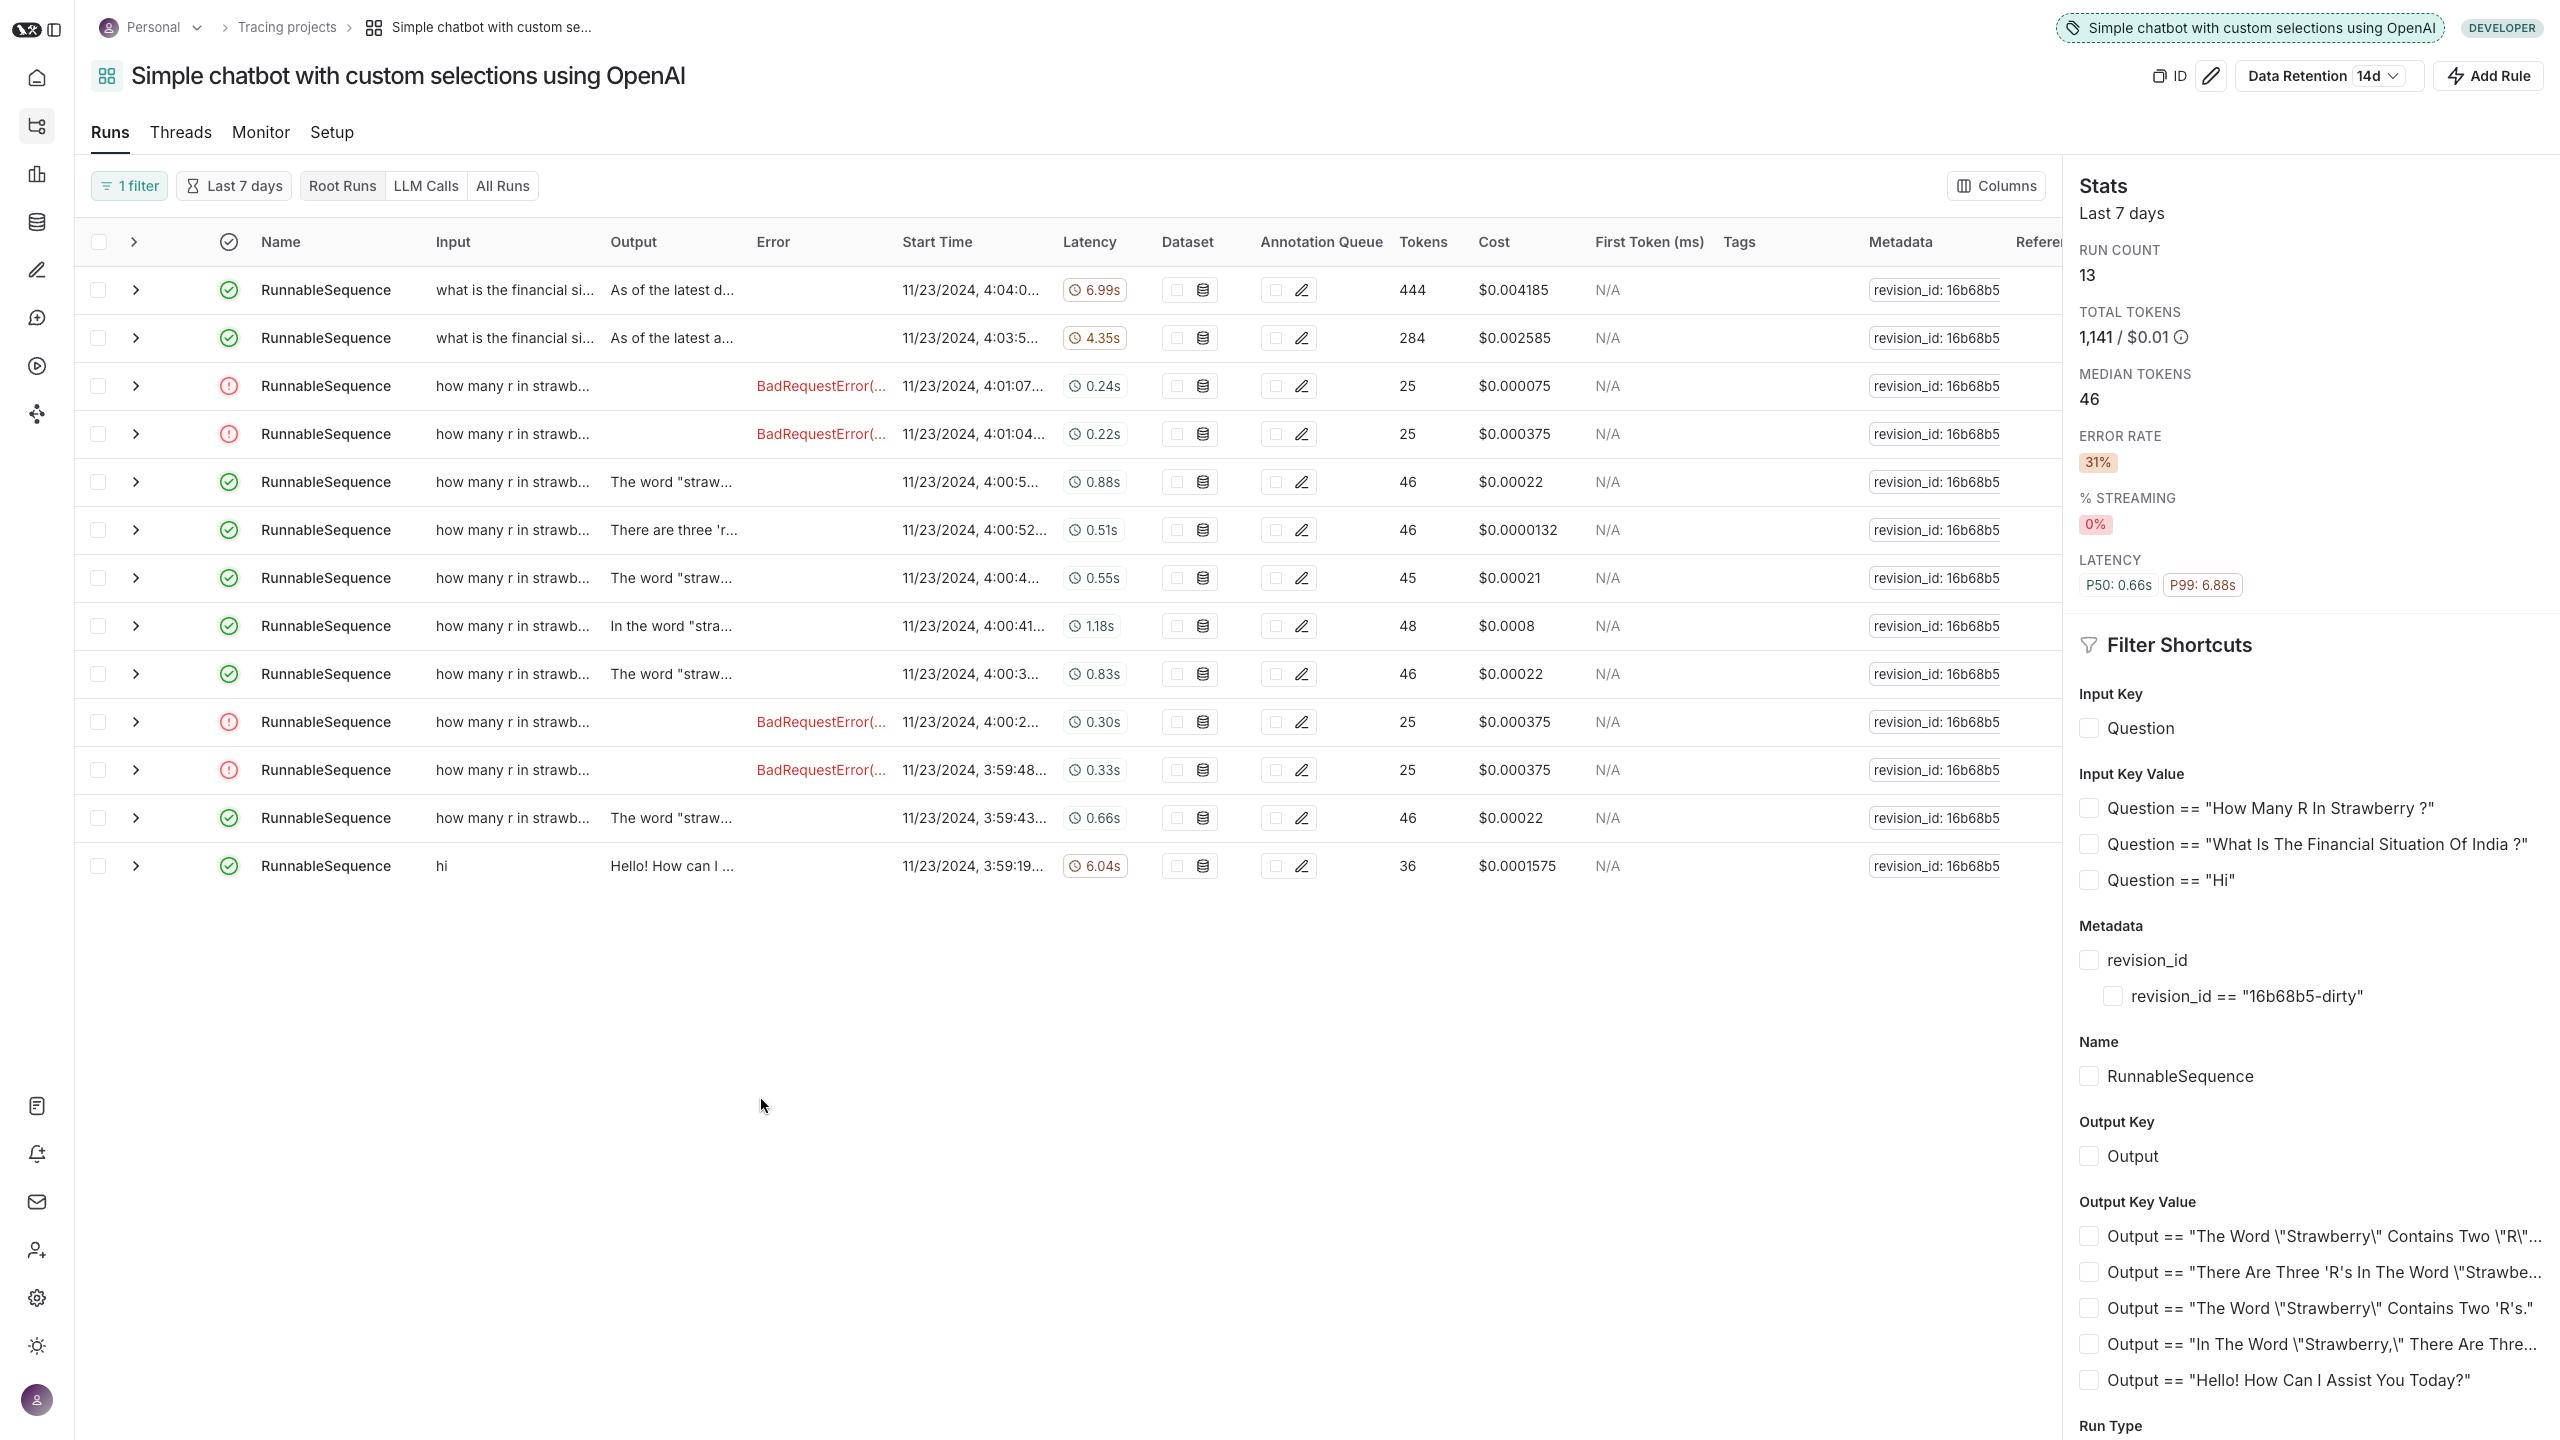 Personal
Tracing projects
Simple chatbot with custom se...
Simple chatbot with custom selections using OpenAI
DEVELOPER
Simple chatbot with custom selections using OpenAI
ID
Data Retention 14d
Add Rule
Runs Threads Monitor Setup
1 filter Last 7 days Root Runs LLM Calls All Runs Columns
Name Input Output Error Start Time Latency Dataset Annotation Queue Tokens Cost First Token (ms) Tags Metadata Refere
RunnableSequence what is the financial si... As of the latest d... 11/23/2024, 4:04:0... 6.99s 444 $0.004185 N/A revision_id: 16b68b5
RunnableSequence what is the financial si... As of the latest a... 11/23/2024, 4:03:5... 4.35s 284 $0.002585 N/A revision_id: 16b68b5
RunnableSequence how many r in strawb... BadRequestError(... 11/23/2024, 4:01:07... 0.24s 25 $0.000075 N/A revision_id: 16b68b5
RunnableSequence how many r in strawb... BadRequestError(... 11/23/2024, 4:01:04... 0.22s 25 $0.000375 N/A revision_id: 16b68b5
RunnableSequence how many r in strawb... The word "straw... 11/23/2024, 4:00:5... 0.88s 46 $0.00022 N/A revision_id: 16b68b5
RunnableSequence how many r in strawb... There are three 'r... 11/23/2024, 4:00:52... 0.51s 46 $0.0000132 N/A revision_id: 16b68b5
RunnableSequence how many r in strawb... The word "straw... 11/23/2024, 4:00:4... 0.55s 45 $0.00021 N/A revision_id: 16b68b5
RunnableSequence how many r in strawb... In the word "stra... 11/23/2024, 4:00:41... 1.18s 48 $0.0008 N/A revision_id: 16b68b5
RunnableSequence how many r in strawb... The word "straw... 11/23/2024, 4:00:3... 0.83s 46 $0.00022 N/A revision_id: 16b68b5
RunnableSequence how many r in strawb... BadRequestError(... 11/23/2024, 4:00:2... 0.30s 25 $0.000375 N/A revision_id: 16b68b5
RunnableSequence how many r in strawb... BadRequestError(... 11/23/2024, 3:59:48... 0.33s 25 $0.000375 N/A revision_id: 16b68b5
RunnableSequence how many r in strawb... The word "straw... 11/23/2024, 3:59:43... 0.66s 46 $0.00022 N/A revision_id: 16b68b5
RunnableSequence hi Hello! How can I ... 11/23/2024, 3:59:19... 6.04s 36 $0.0001575 N/A revision_id: 16b68b5
Stats
Last 7 days
RUN COUNT
13
TOTAL TOKENS
1,141 / $0.01
MEDIAN TOKENS
46
ERROR RATE
31%
% STREAMING
0%
LATENCY
P50: 0.66s P99: 6.88s
Filter Shortcuts
Input Key
Question
Input Key Value
Question == "How Many R In Strawberry ?"
Question == "What Is The Financial Situation Of India ?"
Question == "Hi"
Metadata
revision_id
revision_id == "16b68b5-dirty"
Name
RunnableSequence
Output Key
Output
Output Key Value
Output == "The Word \"Strawberry\" Contains Two \"R\"...
Output == "There Are Three 'R's In The Word \"Strawbe...
Output == "The Word \"Strawberry\" Contains Two 'R's."
Output == "In The Word \"Strawberry,\" There Are Thre...
Output == "Hello! How Can I Assist You Today?"
Run Type